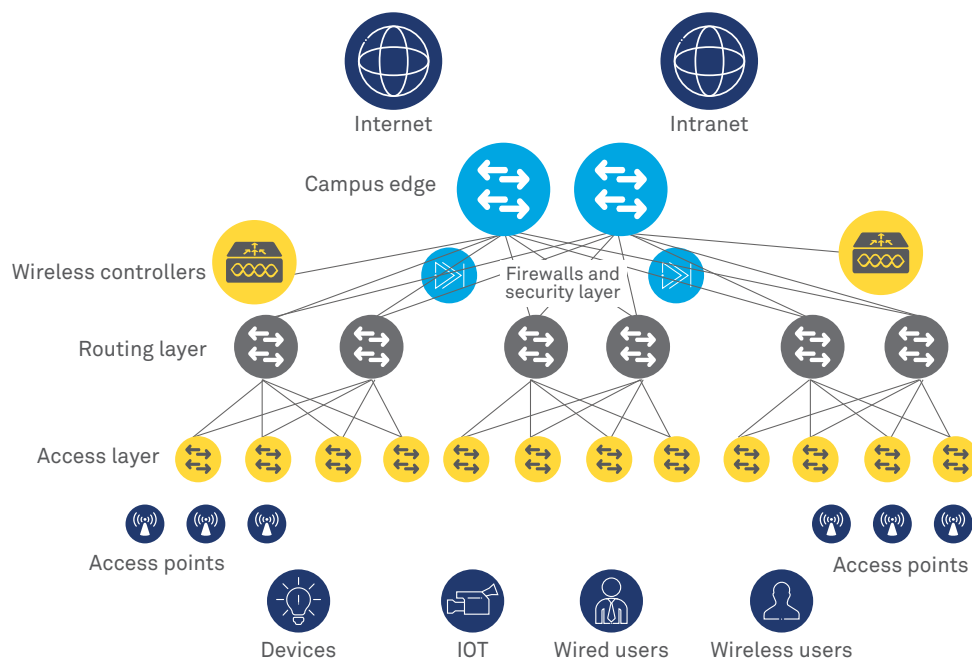 Internet
Intranet
Campus edge
Wireless controllers
Firewalls and
security layer
Routing layer
Access layer
Access points
Access points
Devices
IOT
Wired users
Wireless users